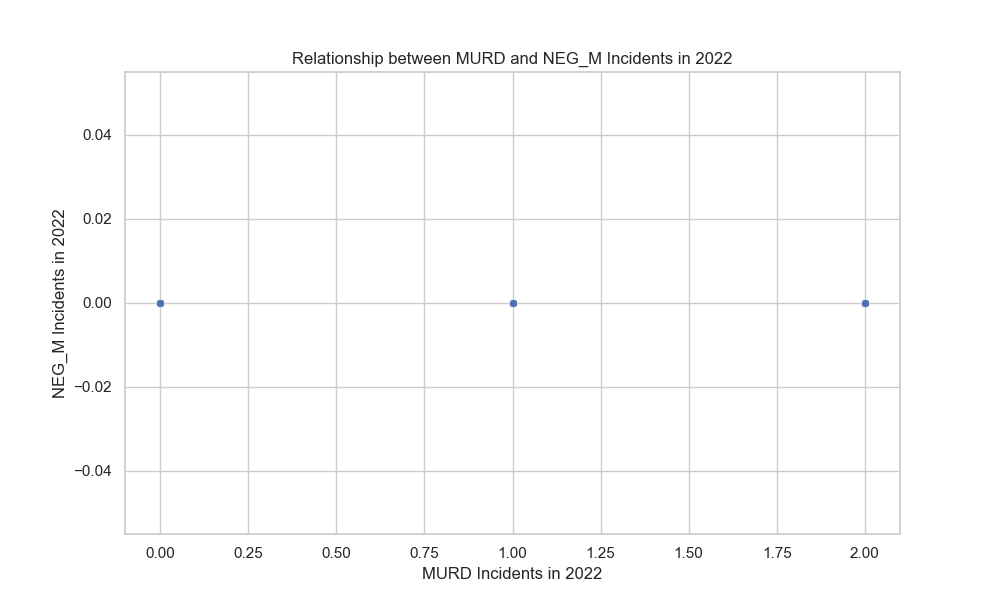 Relationship between MURD and NEG_M Incidents in 2022
0.04
0.02
0.00
−0.02
−0.04
NEG_M Incidents in 2022
0.00 0.25 0.50 0.75 1.00 1.25 1.50 1.75 2.00
MURD Incidents in 2022